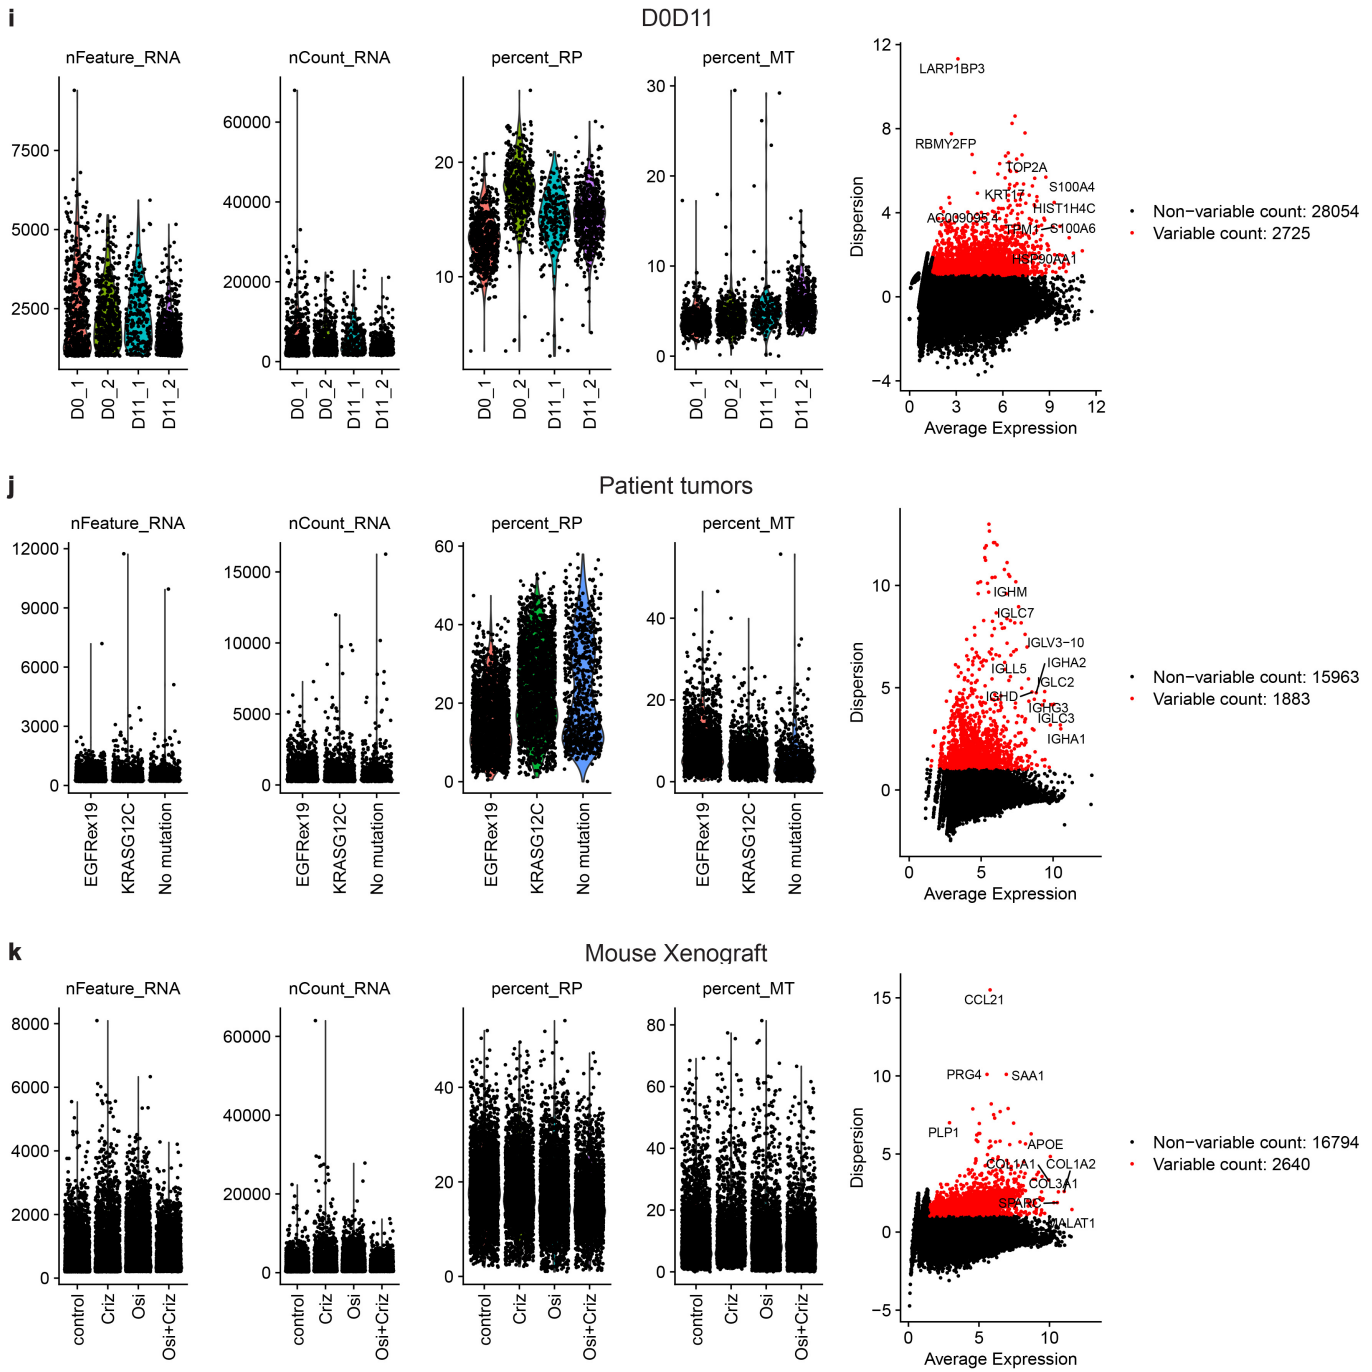 i
D0D11
nFeature_RNA
7500
5000
2500
D0_1
D0_2
D11_1
D11_2
nCount_RNA
60000
40000
20000
0
D0_1
D0_2
D11_1
D11_2
percent_RP
20
10
D0_1
D0_2
D11_1
D11_2
percent_MT
30
20
10
0
D0_1
D0_2
D11_1
D11_2
Dispersion
12
8
4
0
−4
LARP1BP3
RBMY2FP
TOP2A
S100A4
KRT17
HIST1H4C
AC009095.4
TPM1
S100A6
HSP90AA1
0
3
6
9
12
Average Expression
Non−variable count: 28054
Variable count: 2725
j
Patient tumors
nFeature_RNA
12000
9000
6000
3000
0
EGFRex19
KRASG12C
No mutation
nCount_RNA
15000
10000
5000
0
EGFRex19
KRASG12C
No mutation
percent_RP
60
40
20
0
EGFRex19
KRASG12C
No mutation
percent_MT
40
20
0
EGFRex19
KRASG12C
No mutation
Dispersion
10
5
0
IGHM
IGLC7
IGLV3−10
IGHA2
IGLL5
IGLC2
IGHD
IGHG3
IGLC3
IGHA1
0
5
10
Average Expression
Non−variable count: 15963
Variable count: 1883
k
Mouse Xenograft
nFeature_RNA
8000
6000
4000
2000
0
control
Criz
Osi
Osi+Criz
nCount_RNA
60000
40000
20000
0
control
Criz
Osi
Osi+Criz
percent_RP
40
20
0
control
Criz
Osi
Osi+Criz
percent_MT
80
60
40
20
0
control
Criz
Osi
Osi+Criz
Dispersion
15
10
5
0
−5
CCL21
PRG4
SAA1
PLP1
APOE
COL1A1
COL1A2
COL3A1
SPARC
MALAT1
0
5
10
Average Expression
Non−variable count: 16794
Variable count: 2640